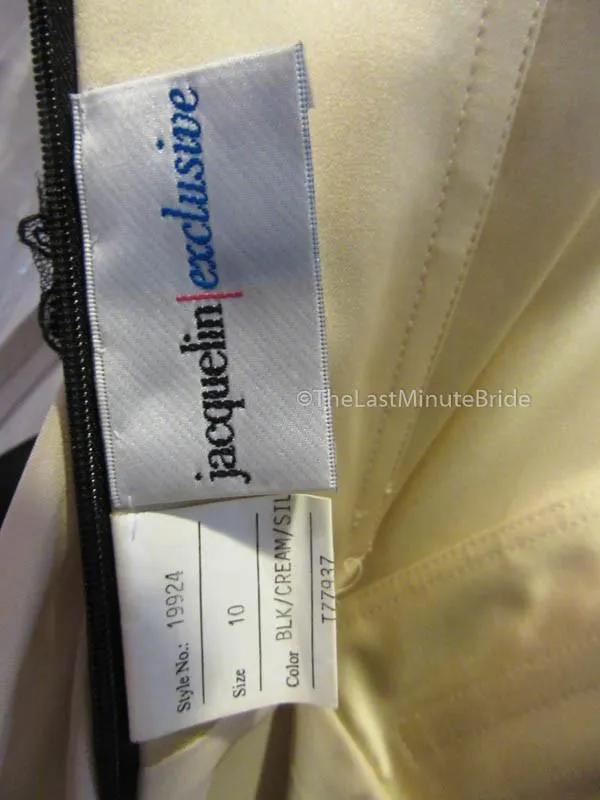 jacquelin|exclusive
©TheLastMinuteBride
Style No.: 19924
Size 10
Color BLK/CREAM/SIL
T77937